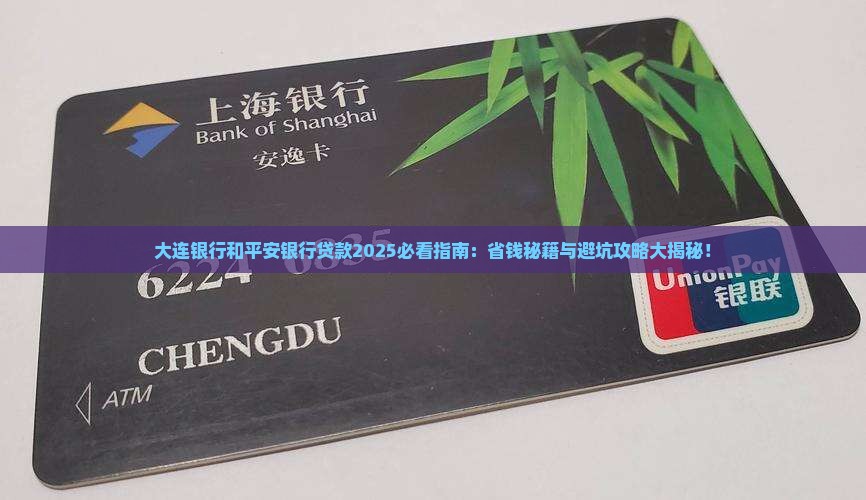 上海银行
Bank of Shanghai
安逸卡
大连银行和平安银行贷款2025必看指南：省钱秘籍与避坑攻略大揭秘！
6224 0835
UnionPay
银联
CHENGDU
ATM